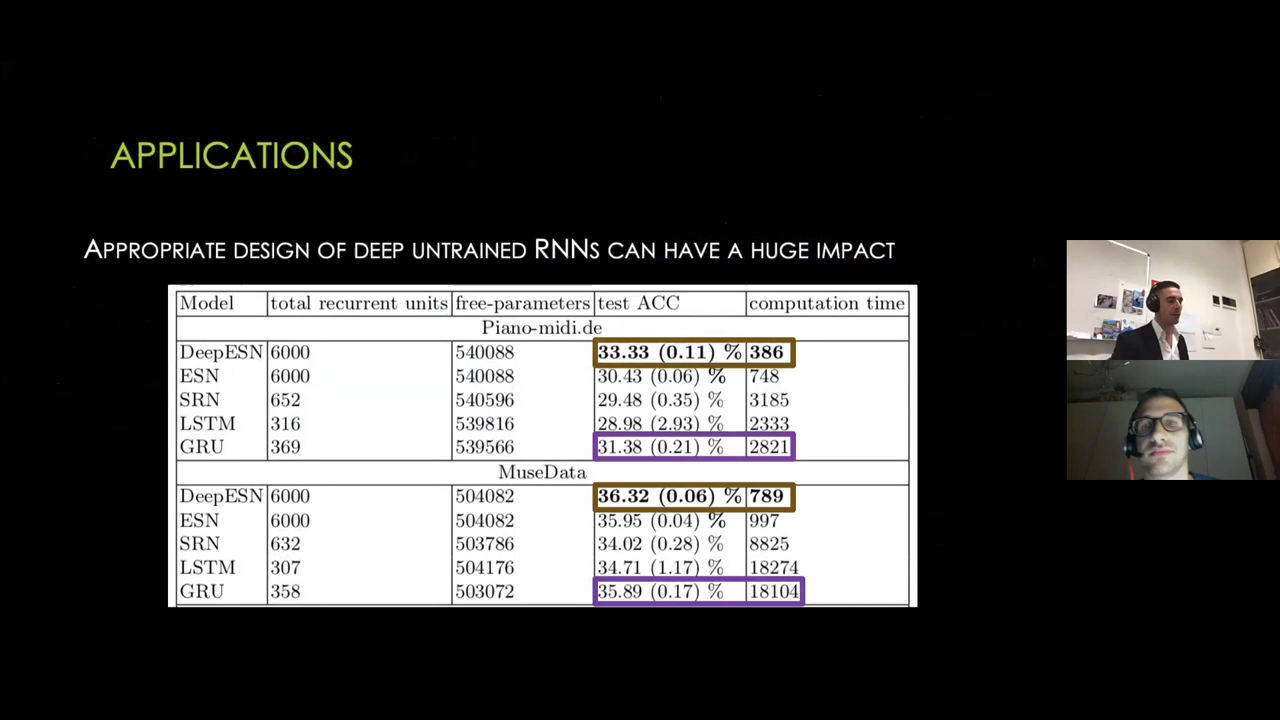 APPLICATIONS
APPROPRIATE DESIGN OF DEEP UNTRAINED RNNS CAN HAVE A HUGE IMPACT
Model total recurrent units free-parameters test ACC computation time
Piano-midi.de
DeepESN 6000 540088 33.33 (0.11) % 386
ESN 6000 540088 30.43 (0.06) % 748
SRN 652 540596 29.48 (0.35) % 3185
LSTM 316 539816 28.98 (2.93) % 2333
GRU 369 539566 31.38 (0.21) % 2821
MuseData
DeepESN 6000 504082 36.32 (0.06) % 789
ESN 6000 504082 35.95 (0.04) % 997
SRN 632 503786 34.02 (0.28) % 8825
LSTM 307 504176 34.71 (1.17) % 18274
GRU 358 503072 35.89 (0.17) % 18104